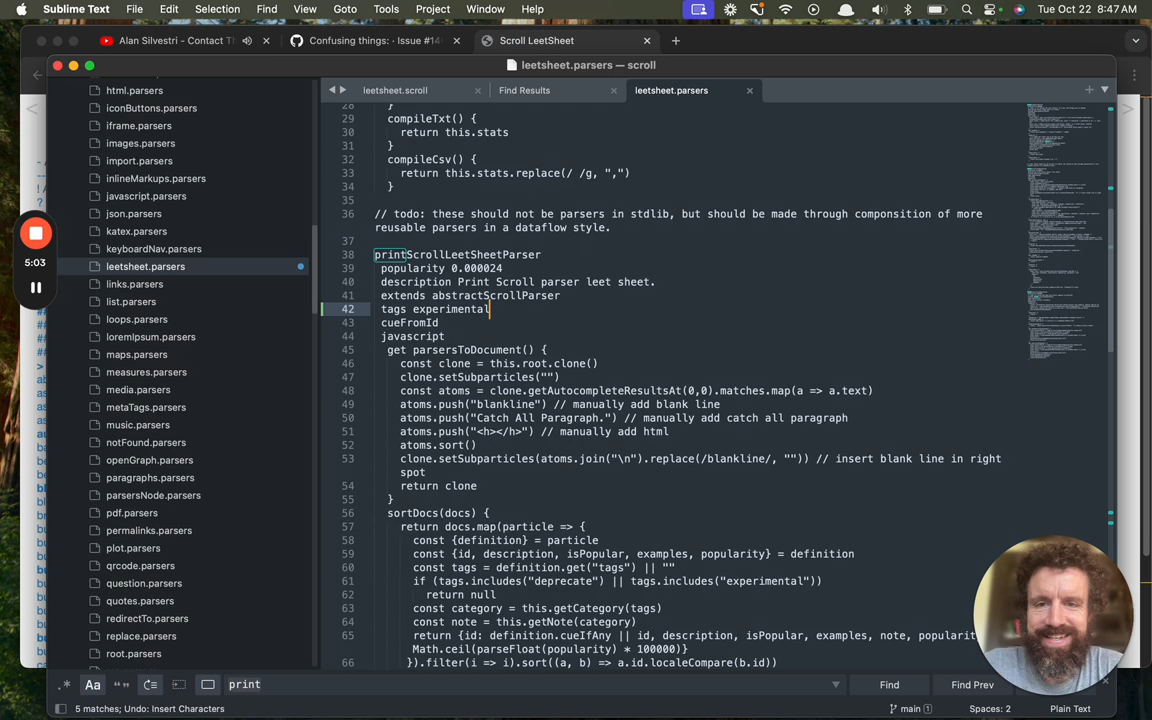 Sublime Text File Edit Selection Find View Goto Tools Project Window Help Tue Oct 22 8:47 AM
Alan Silvestri - Contact Th
Confusing things: · Issue #14
Scroll LeetSheet
leetsheet.parsers — scroll
leetsheet.scroll
Find Results
leetsheet.parsers
html.parsers
iconButtons.parsers
iframe.parsers
images.parsers
import.parsers
inlineMarkups.parsers
javascript.parsers
json.parsers
katex.parsers
keyboardNav.parsers
leetsheet.parsers
links.parsers
list.parsers
loops.parsers
loremIpsum.parsers
maps.parsers
measures.parsers
media.parsers
metaTags.parsers
music.parsers
notFound.parsers
openGraph.parsers
paragraphs.parsers
parsersNode.parsers
pdf.parsers
permalinks.parsers
plot.parsers
qrcode.parsers
question.parsers
quotes.parsers
redirectTo.parsers
replace.parsers
root.parsers
5:03
28 }
29 compileTxt() {
30 return this.stats
31 }
32 compileCsv() {
33 return this.stats.replace(/ /g, ",")
34 }
35
36 // todo: these should not be parsers in stdlib, but should be made through componsition of more
reusable parsers in a dataflow style.
37
38 printScrollLeetSheetParser
39 popularity 0.000024
40 description Print Scroll parser leet sheet.
41 extends abstractScrollParser
42 tags experimental
43 cueFromId
44 javascript
45 get parsersToDocument() {
46 const clone = this.root.clone()
47 clone.setSubparticles("")
48 const atoms = clone.getAutocompleteResultsAt(0,0).matches.map(a => a.text)
49 atoms.push("blankline") // manually add blank line
50 atoms.push("Catch All Paragraph.") // manually add catch all paragraph
51 atoms.push("<h></h>") // manually add html
52 atoms.sort()
53 clone.setSubparticles(atoms.join("\n").replace(/blankline/, "")) // insert blank line in right
spot
54 return clone
55 }
56 sortDocs(docs) {
57 return docs.map(particle => {
58 const {definition} = particle
59 const {id, description, isPopular, examples, popularity} = definition
60 const tags = definition.get("tags") || ""
61 if (tags.includes("deprecate") || tags.includes("experimental"))
62 return null
63 const category = this.getCategory(tags)
64 const note = this.getNote(category)
65 return {id: definition.cueIfAny || id, description, isPopular, examples, note, popularit
Math.ceil(parseFloat(popularity) * 100000)}
66 }).filter(i => i).sort((a, b) => a.id.localeCompare(b.id))
.* Aa print Find Find Prev
5 matches; Undo: Insert Characters
main 1
Spaces: 2
Plain Text